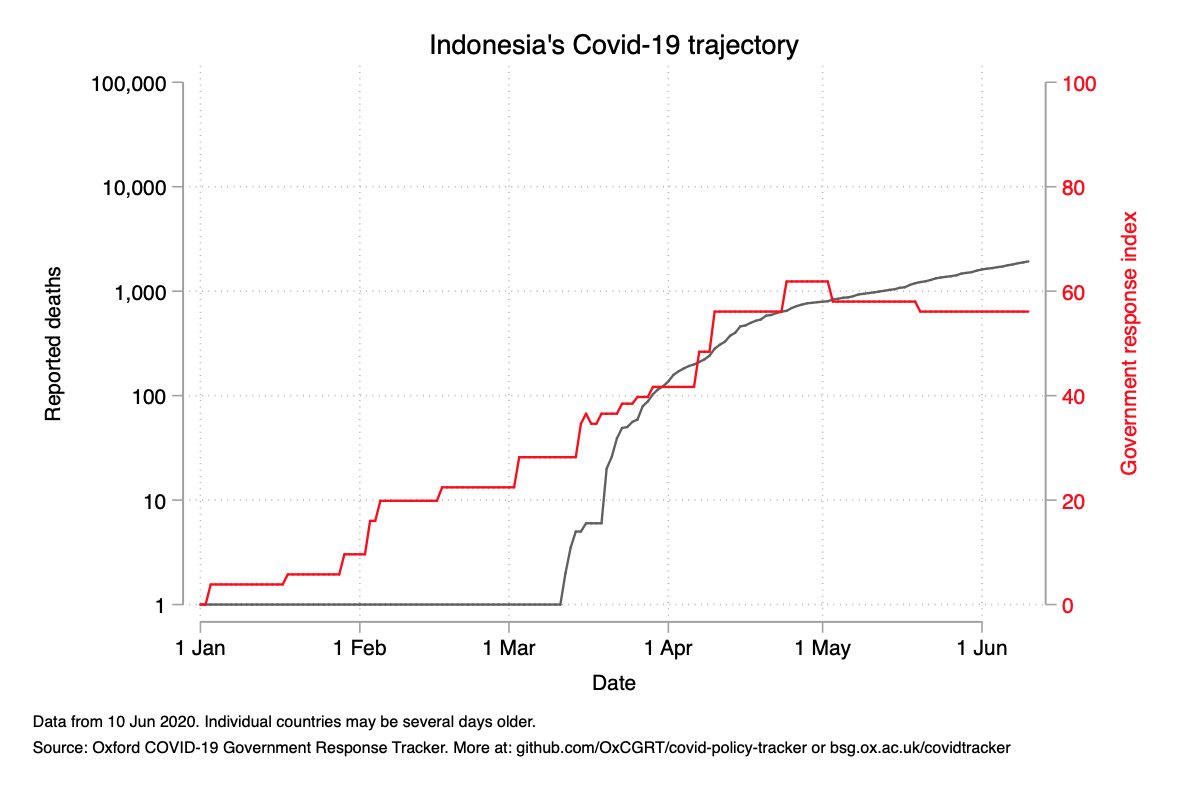 Indonesia's Covid-19 trajectory
100,000
10,000
1,000
100
10
1
Reported deaths
100
80
60
40
20
0
Government response index
1 Jan 1 Feb 1 Mar 1 Apr 1 May 1 Jun
Date
Data from 10 Jun 2020. Individual countries may be several days older.
Source: Oxford COVID-19 Government Response Tracker. More at: github.com/OxCGRT/covid-policy-tracker or bsg.ox.ac.uk/covidtracker